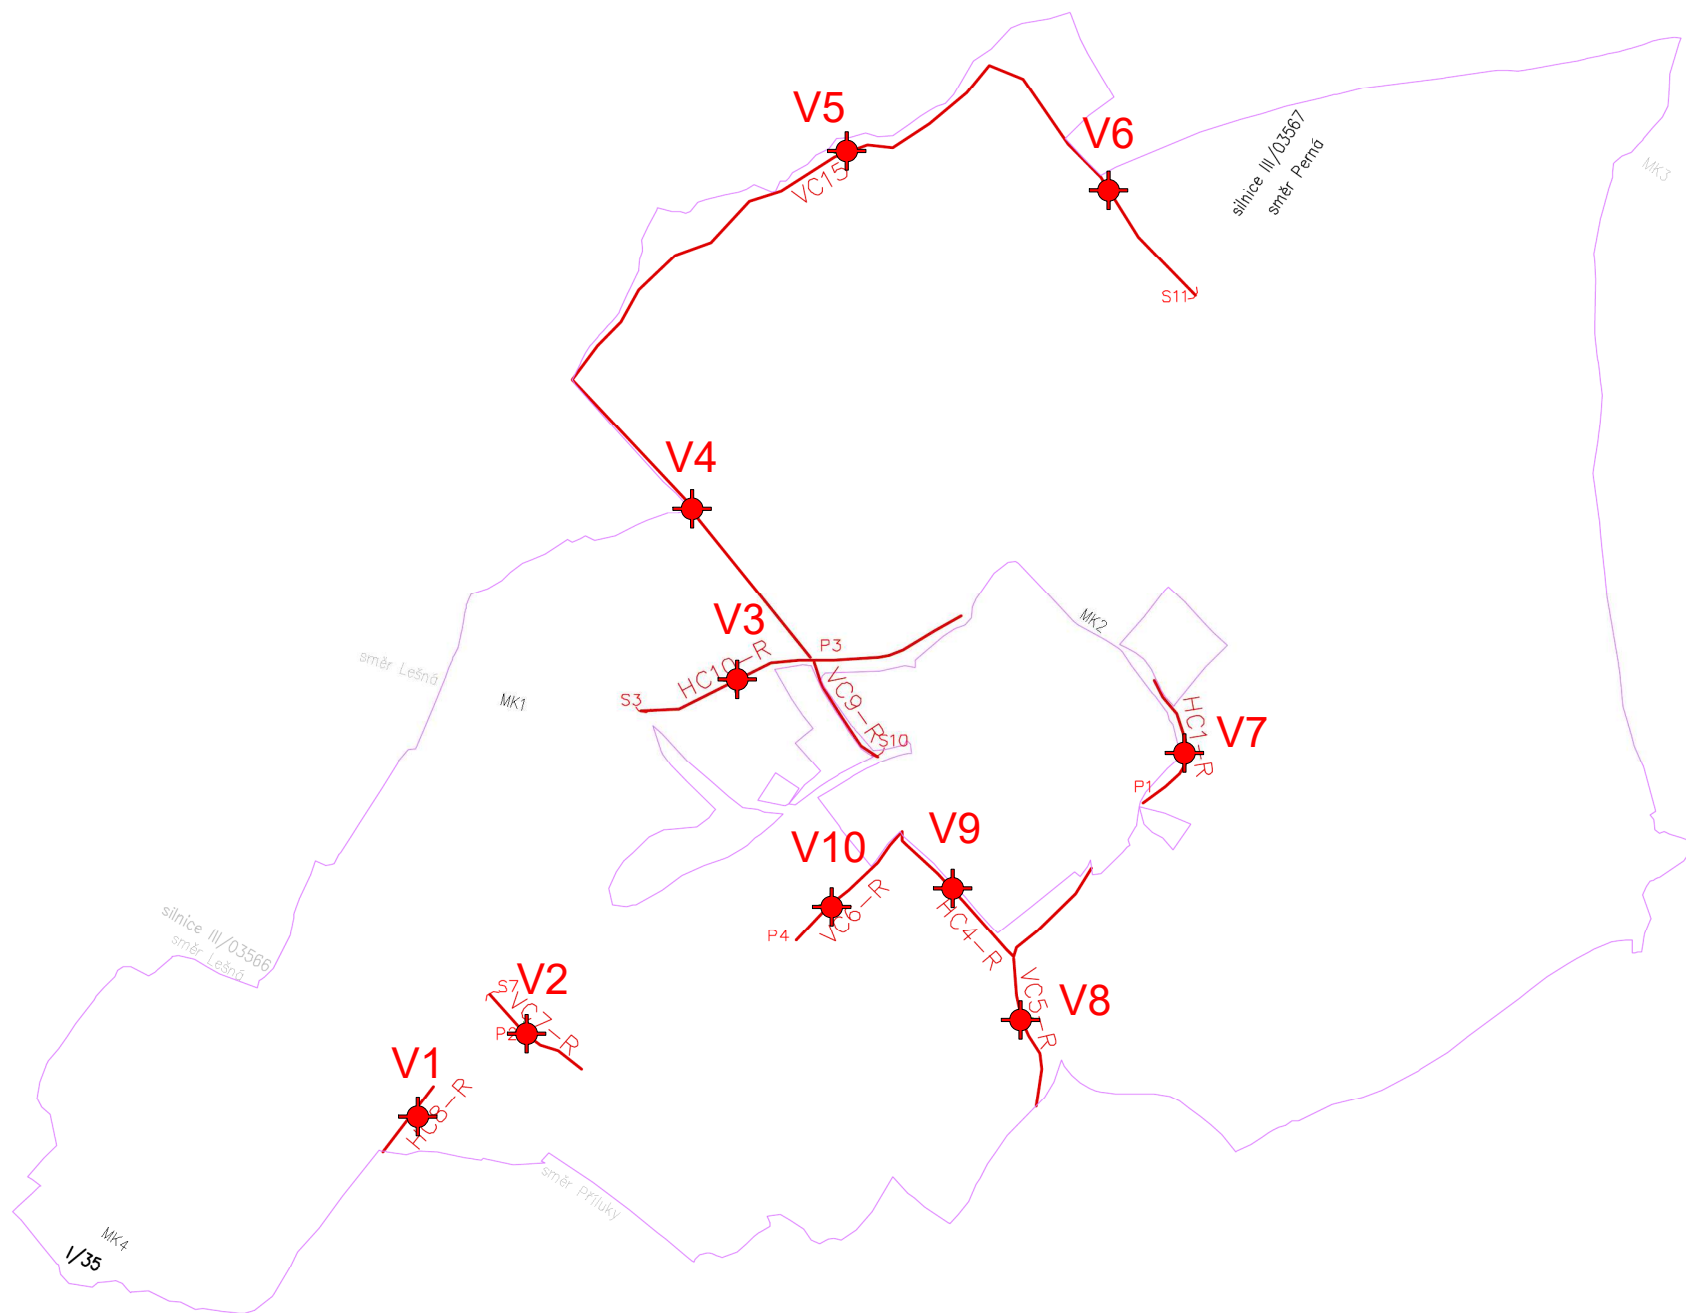 V5
V6
silnice III/03567
směr Perná
MK3
VC15
S11
V4
V3
P3
MK2
HC10-R
směr Lešná
MK1
S3
VC9-R
S10
HC1-R
V7
P1
V10
V9
VC6-R
P4
HC4-R
silnice III/03566
směr Lešná
V2
S7
VC7-R
P2
VC5-R
V8
V1
HC8-R
směr Příluky
MK4
I/35